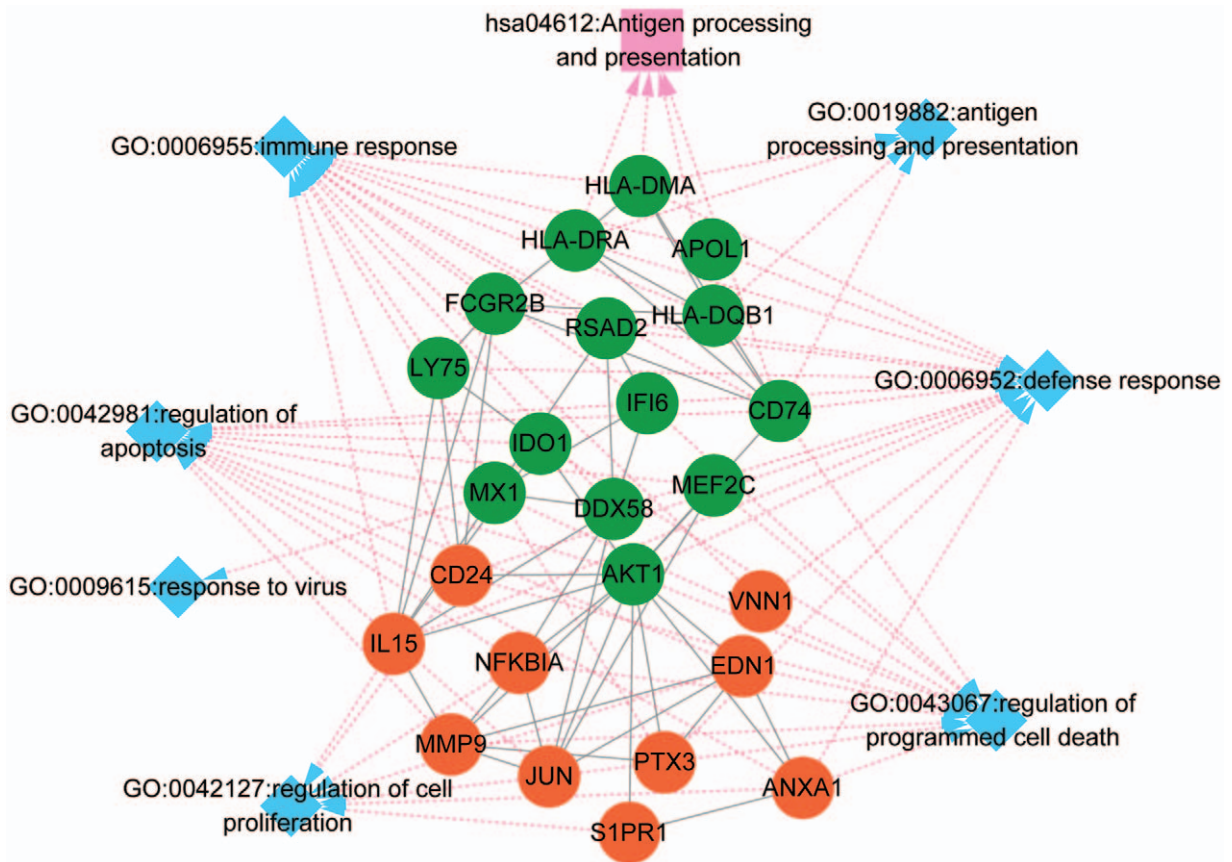 hsa04612:Antigen processing
and presentation
GO:0019882:antigen
processing and presentation
GO:0006955:immune response
HLA-DMA
HLA-DRA
APOL1
FCGR2B
HLA-DQB1
RSAD2
LY75
GO:0006952:defense response
IFI6
CD74
GO:0042981:regulation of
apoptosis
IDO1
MX1
MEF2C
DDX58
CD24
AKT1
GO:0009615:response to virus
VNN1
IL15
NFKBIA
EDN1
GO:0043067:regulation of
programmed cell death
MMP9
JUN
PTX3
ANXA1
GO:0042127:regulation of cell
proliferation
S1PR1